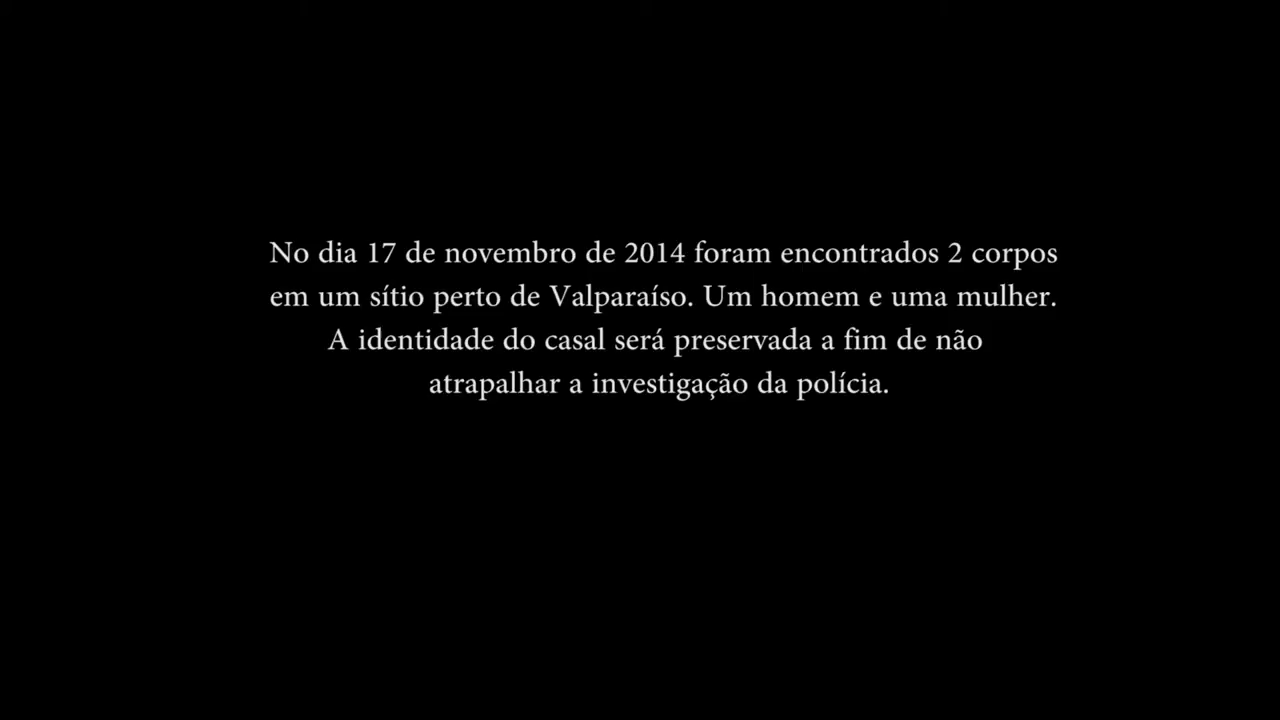 No dia 17 de novembro de 2014 foram encontrados 2 corpos
em um sítio perto de Valparaíso. Um homem e uma mulher.
A identidade do casal será preservada a fim de não
atrapalhar a investigação da polícia.